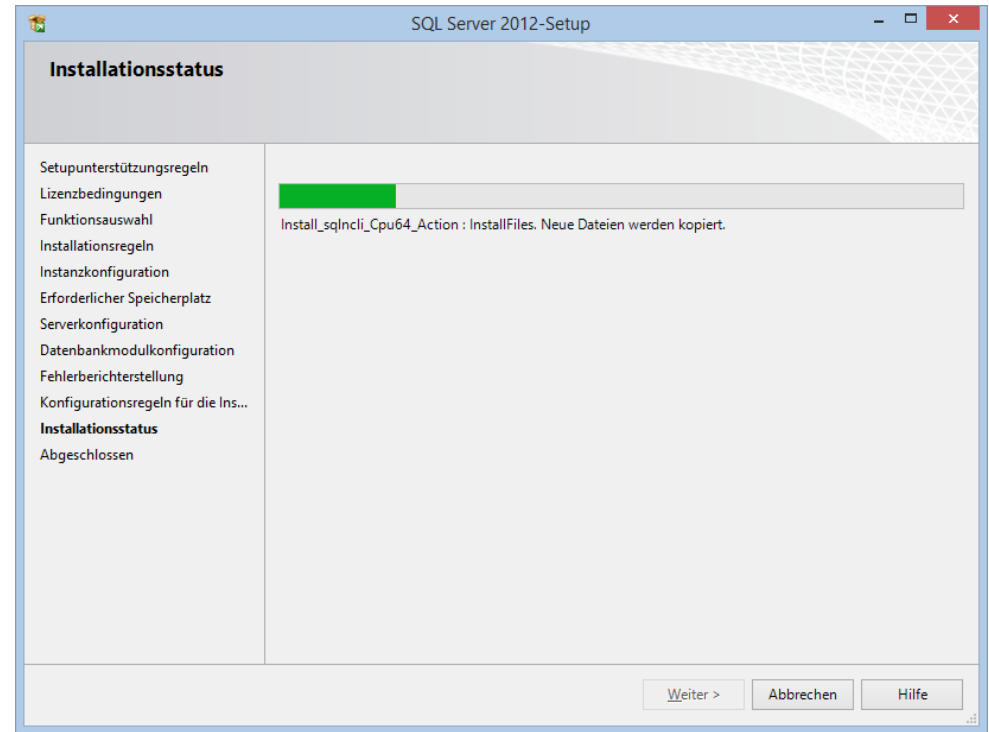 SQL Server 2012-Setup
Installationsstatus
Setupunterstützungsregeln
Lizenzbedingungen
Funktionsauswahl
Installationsregeln
Instanzkonfiguration
Erforderlicher Speicherplatz
Serverkonfiguration
Datenbankmodulkonfiguration
Fehlerberichterstellung
Konfigurationsregeln für die Ins...
Installationsstatus
Abgeschlossen
Install_sqlncli_Cpu64_Action : InstallFiles. Neue Dateien werden kopiert.
Weiter >
Abbrechen
Hilfe